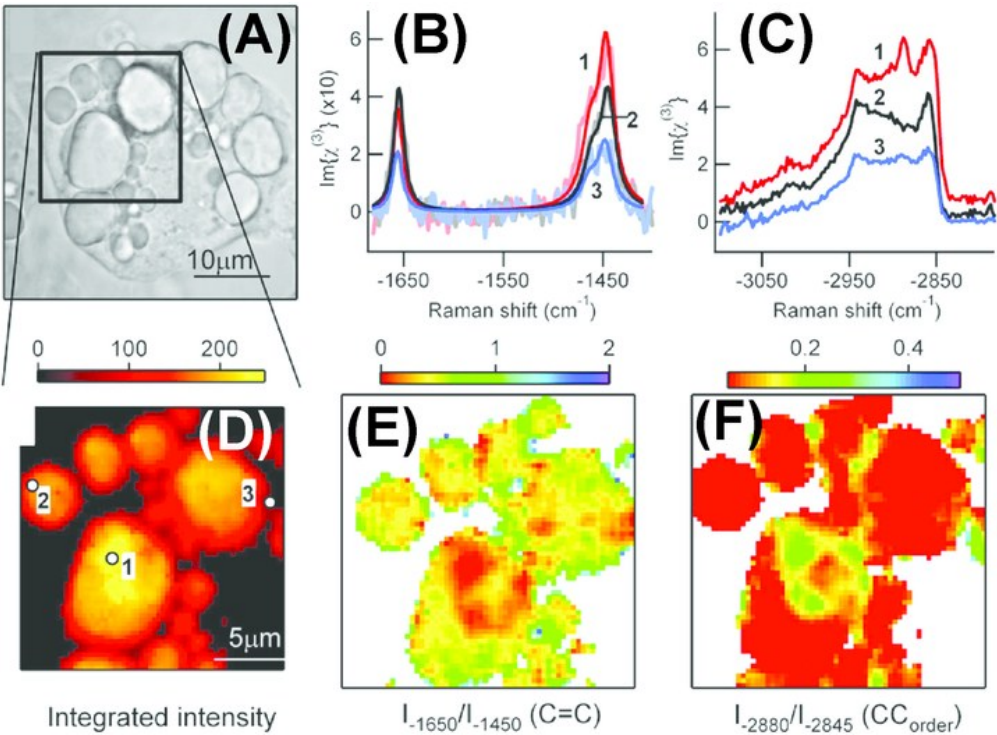 (A)
10µm
(B)
Im{χ(3)} (x10)
6
4
2
0
1
2
3
-1650
-1550
-1450
Raman shift (cm-1)
(C)
Im{χ(3)}
6
4
2
0
1
2
3
-3050
-2950
-2850
Raman shift (cm-1)
0
100
200
(D)
2
3
1
5µm
Integrated intensity
0
1
2
(E)
I-1650/I-1450 (C=C)
0.2
0.4
(F)
I-2880/I-2845 (CCorder)